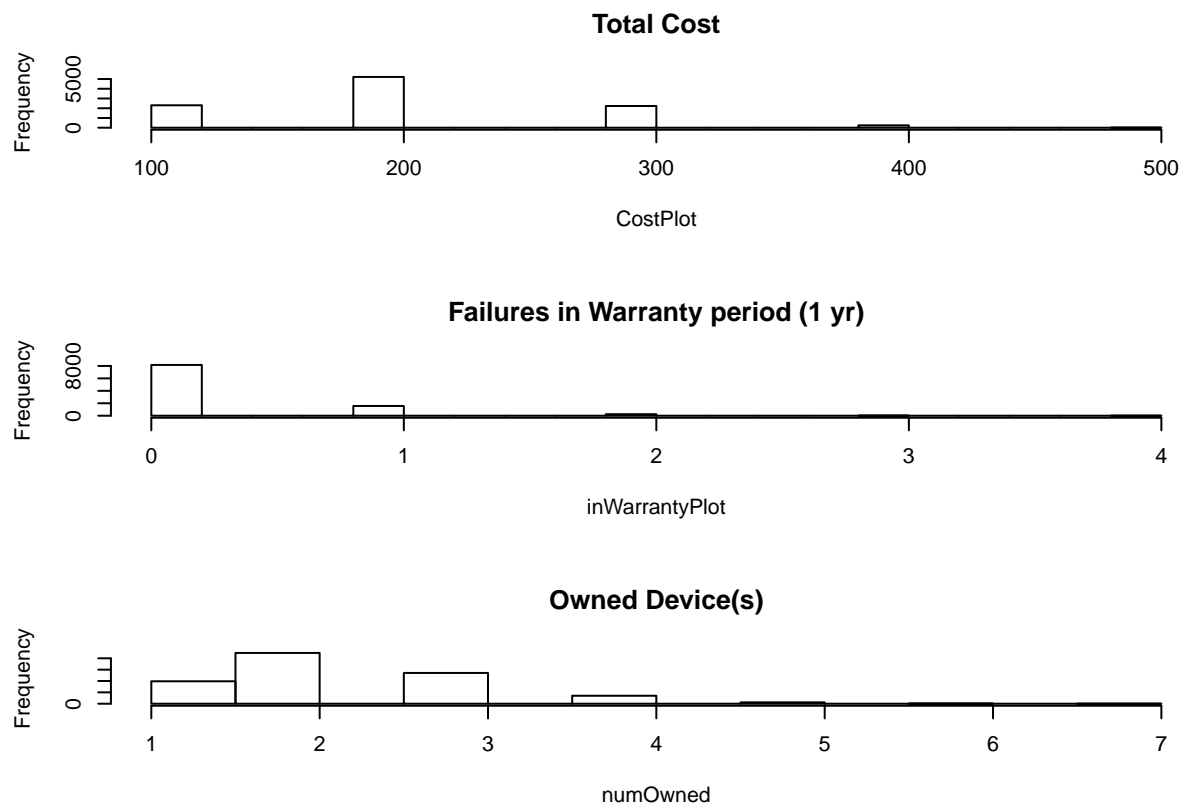 Total Cost
Frequency
0 5000
100 200 300 400 500
CostPlot
Failures in Warranty period (1 yr)
Frequency
0 8000
0 1 2 3 4
inWarrantyPlot
Owned Device(s)
Frequency
0
1 2 3 4 5 6 7
numOwned